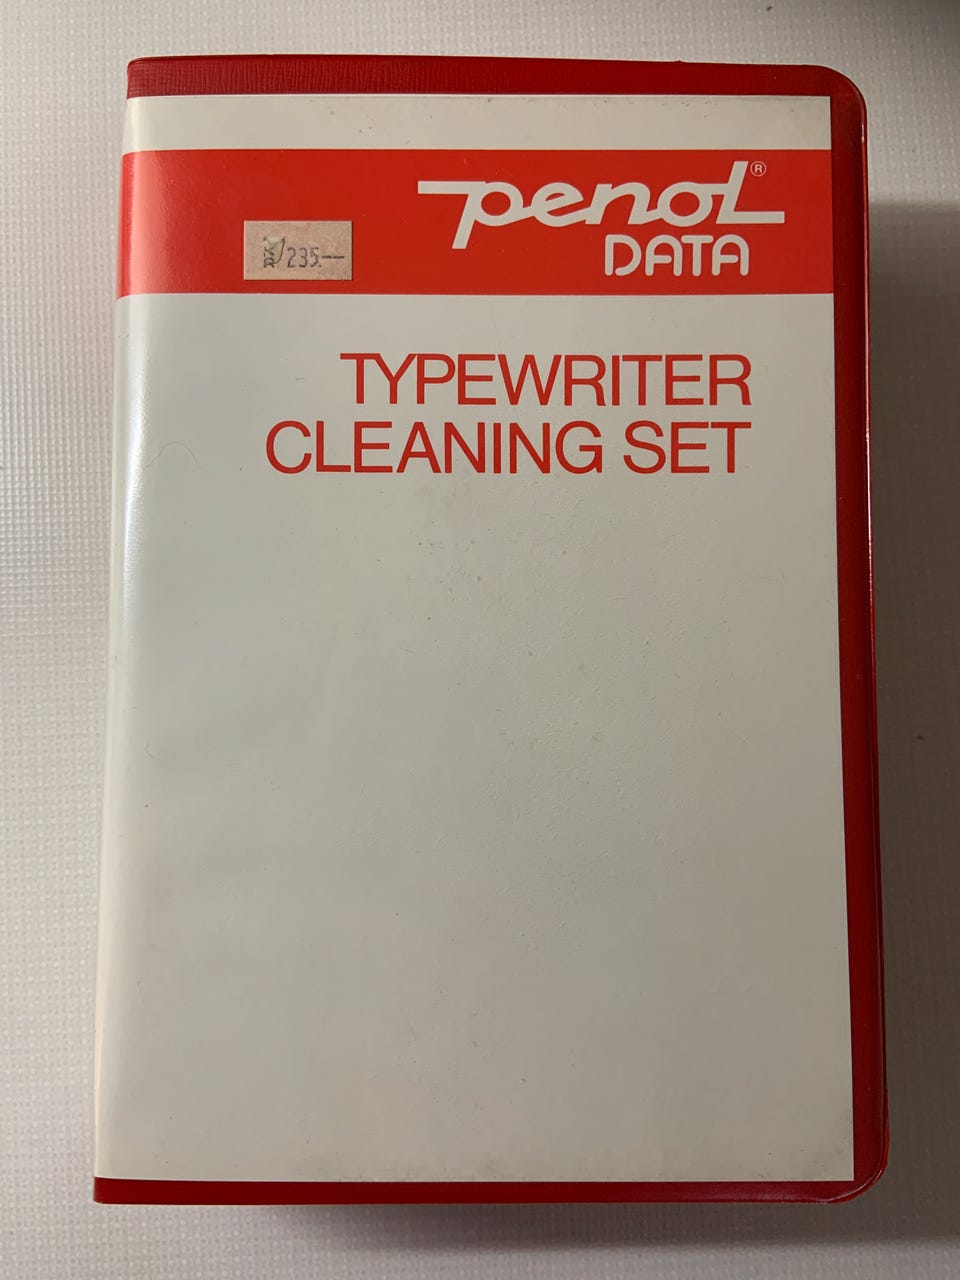 penol®
DATA
235.—
TYPEWRITER
CLEANING SET